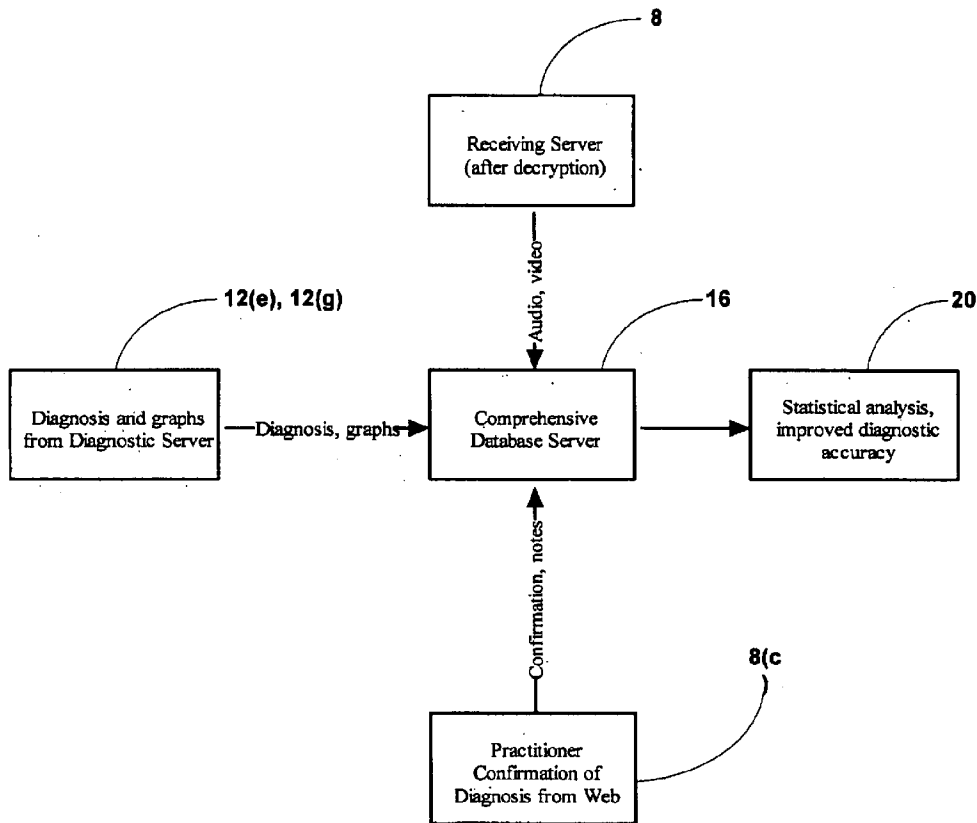 8
Receiving Server
(after decryption)
Audio, video
12(e), 12(g)
16
20
Diagnosis and graphs
from Diagnostic Server
Diagnosis, graphs
Comprehensive
Database Server
Statistical analysis,
improved diagnostic
accuracy
Confirmation, notes
8(c
)
Practitioner
Confirmation of
Diagnosis from Web